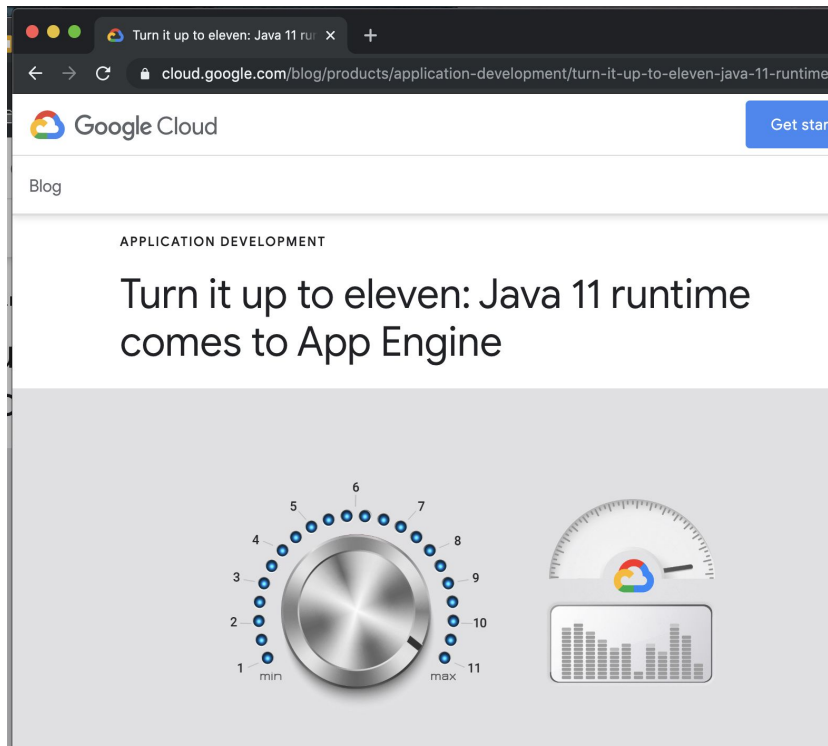 Turn it up to eleven: Java 11 ru
cloud.google.com/blog/products/application-development/turn-it-up-to-eleven-java-11-runtime
Google Cloud
Get star
Blog
APPLICATION DEVELOPMENT
Turn it up to eleven: Java 11 runtime
comes to App Engine
6
5
7
4
8
3
9
2
10
1
11
min
max